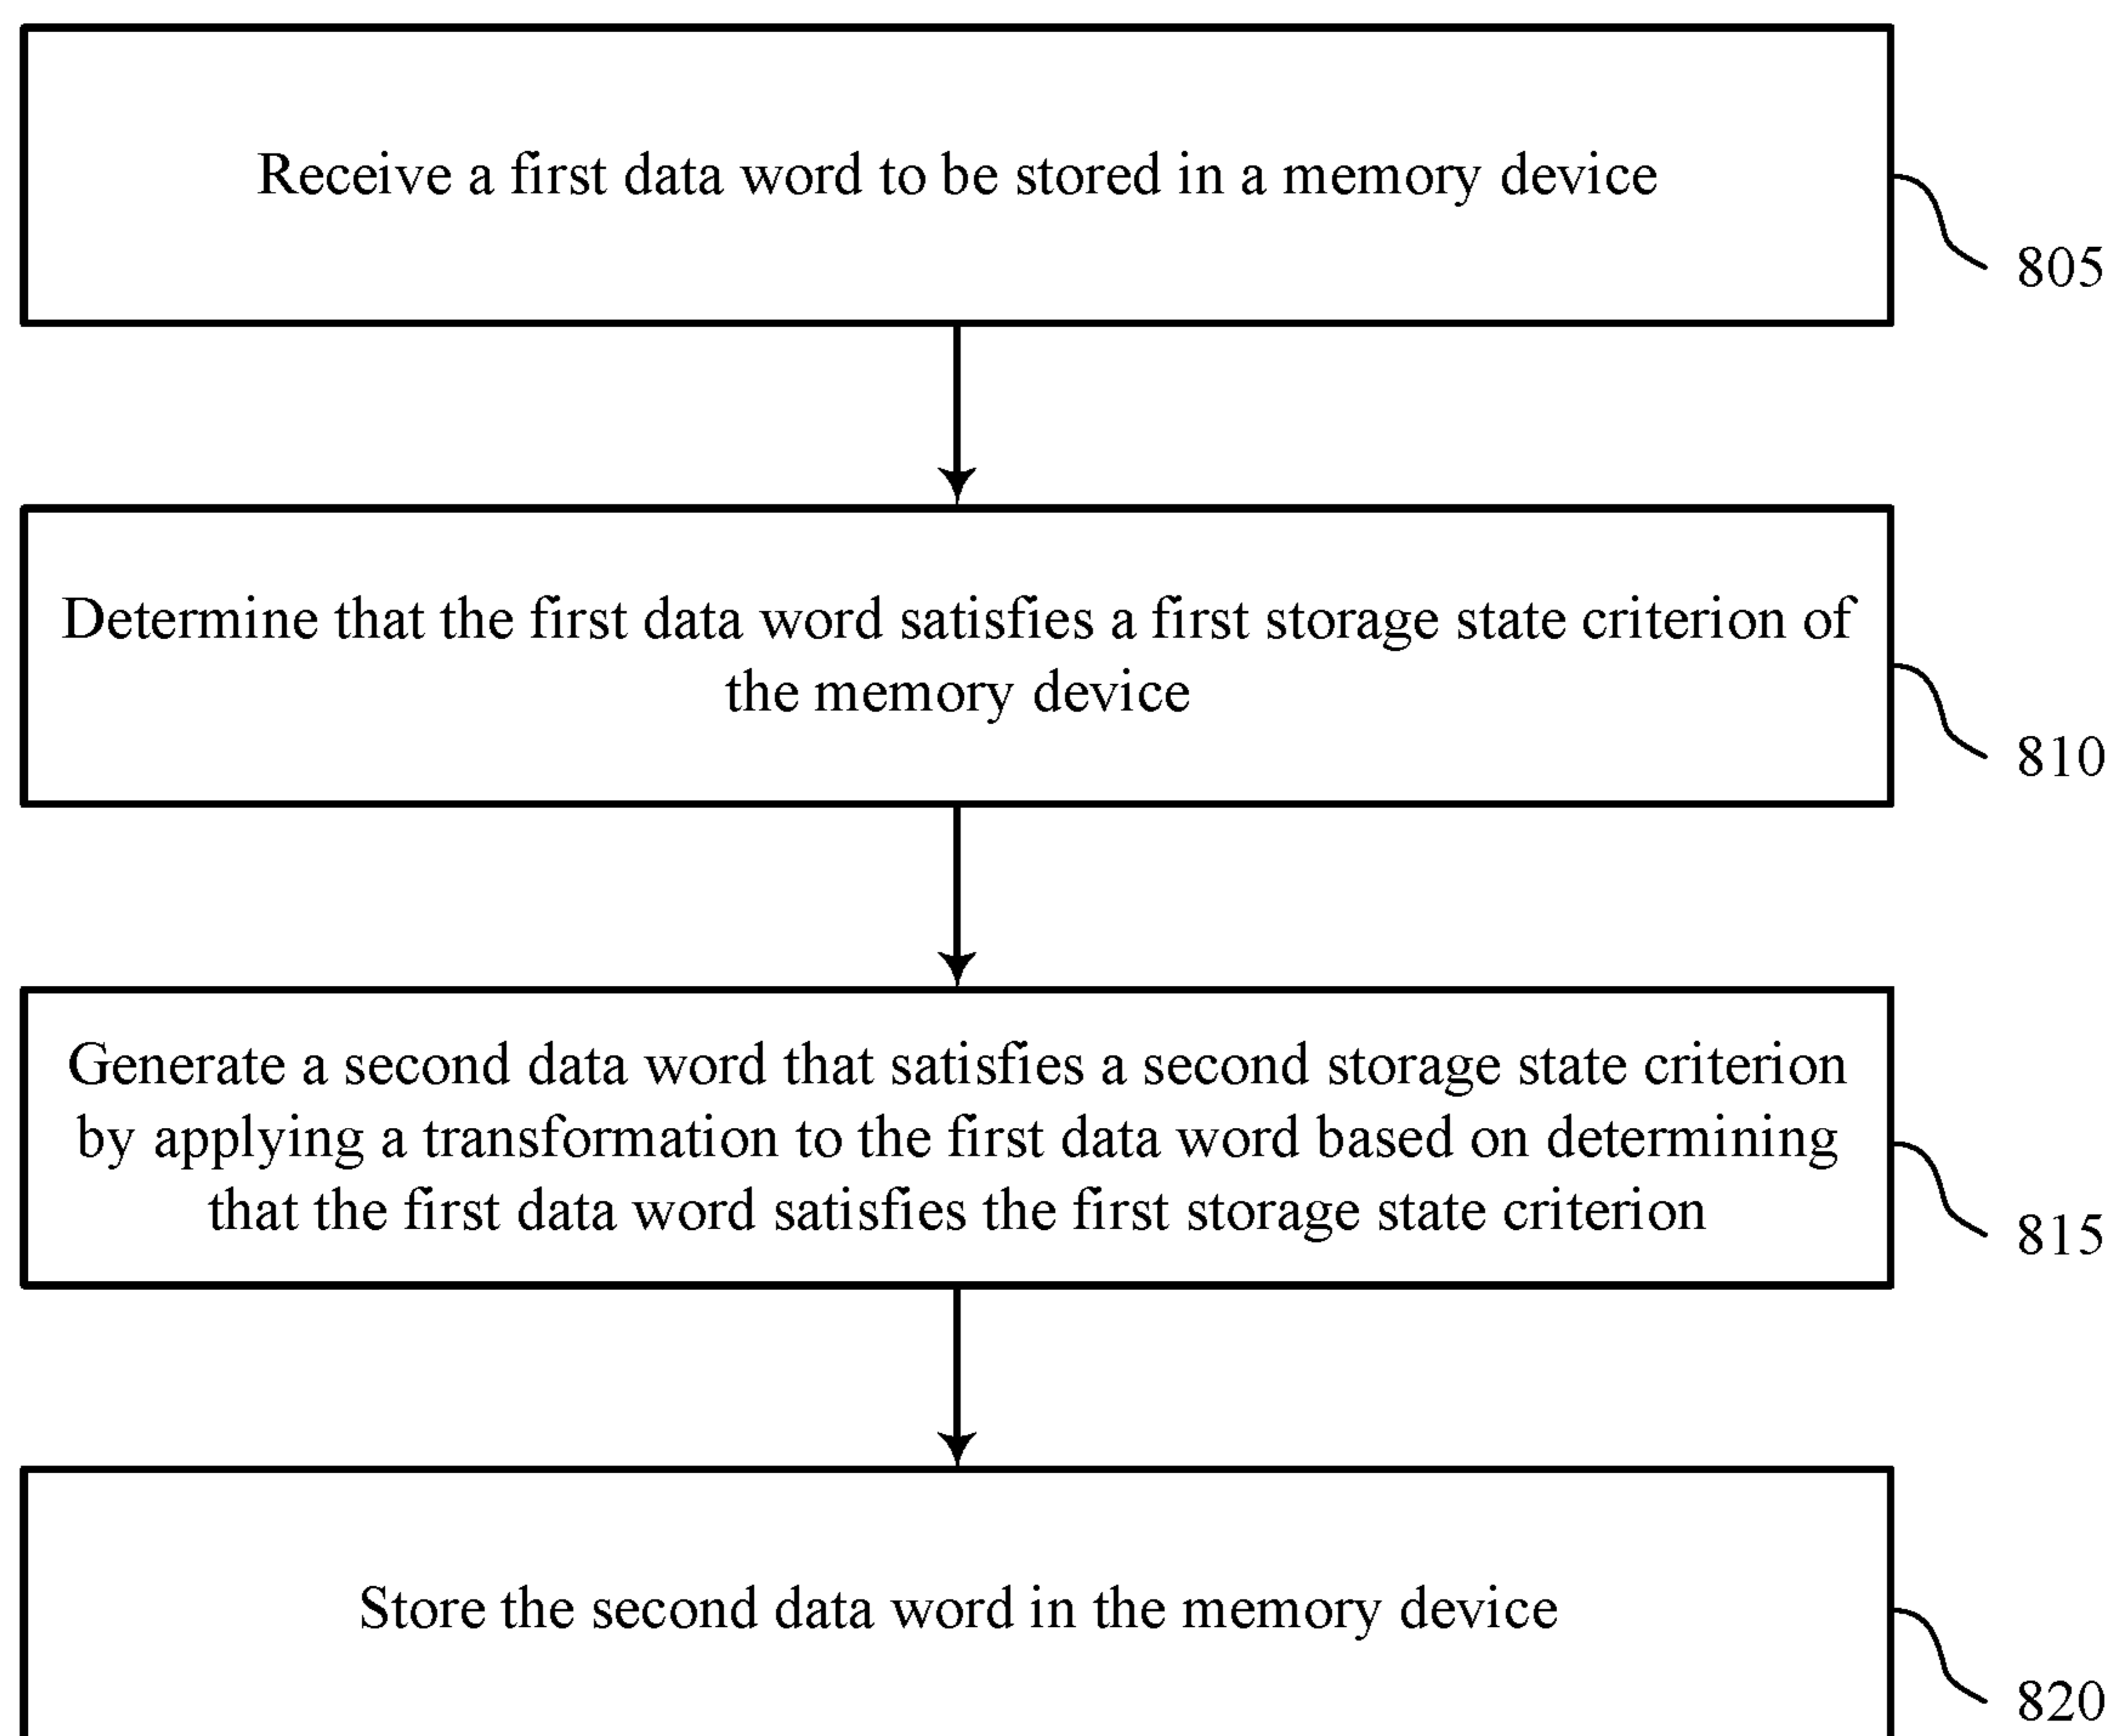 Receive a first data word to be stored in a memory device
805
Determine that the first data word satisfies a first storage state criterion of
the memory device
810
Generate a second data word that satisfies a second storage state criterion
by applying a transformation to the first data word based on determining
that the first data word satisfies the first storage state criterion
815
Store the second data word in the memory device
820